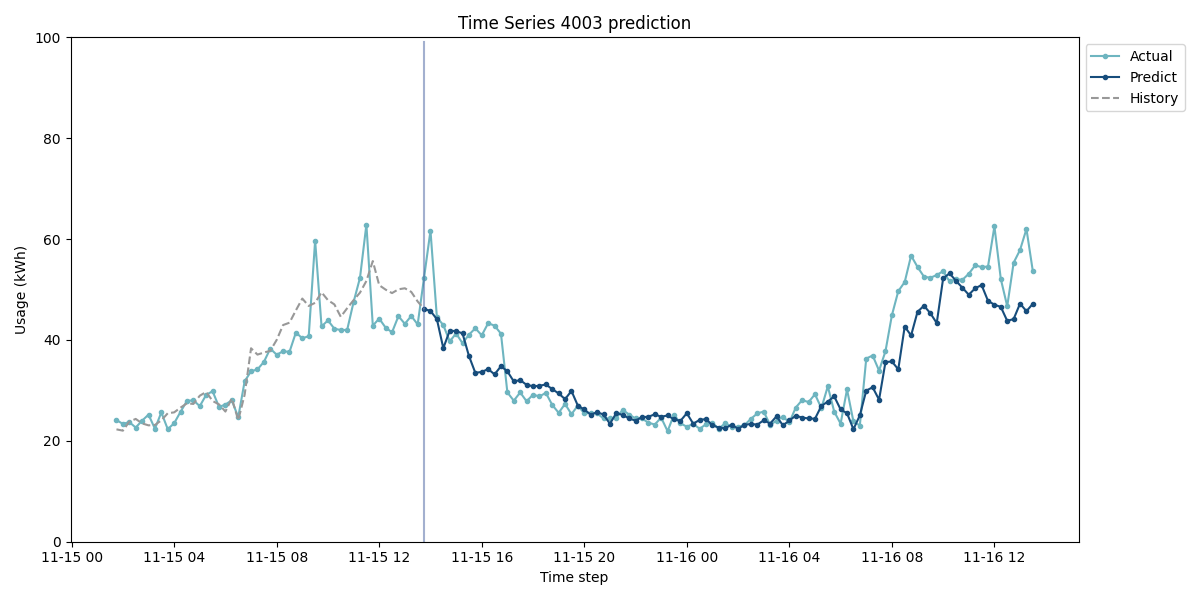 Time Series 4003 prediction
100
80
60
40
20
0
Usage (kWh)
11-15 00 11-15 04 11-15 08 11-15 12 11-15 16 11-15 20 11-16 00 11-16 04 11-16 08 11-16 12
Time step
Actual
Predict
History